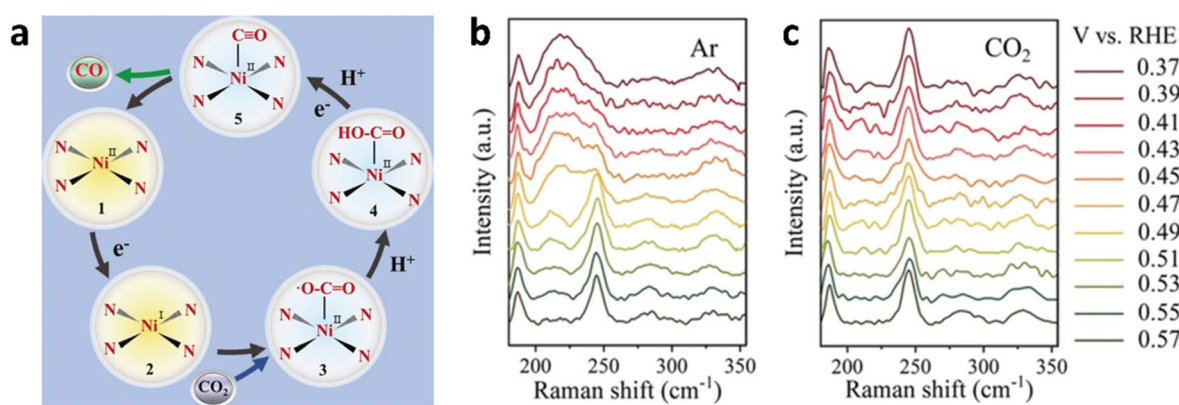 a
C≡O
Ni II
N N
N N
5
CO
H⁺
e⁻
HO-C=O
Ni II
N N
N N
4
Ni II
N N
N N
1
e⁻
H⁺
·O-C=O
Ni II
N N
N N
3
Ni I
N N
N N
2
CO₂
b
Ar
Intensity (a.u.)
200 250 300 350
Raman shift (cm⁻¹)
c
CO₂
Intensity (a.u.)
200 250 300 350
Raman shift (cm⁻¹)
V vs. RHE
0.37
0.39
0.41
0.43
0.45
0.47
0.49
0.51
0.53
0.55
0.57